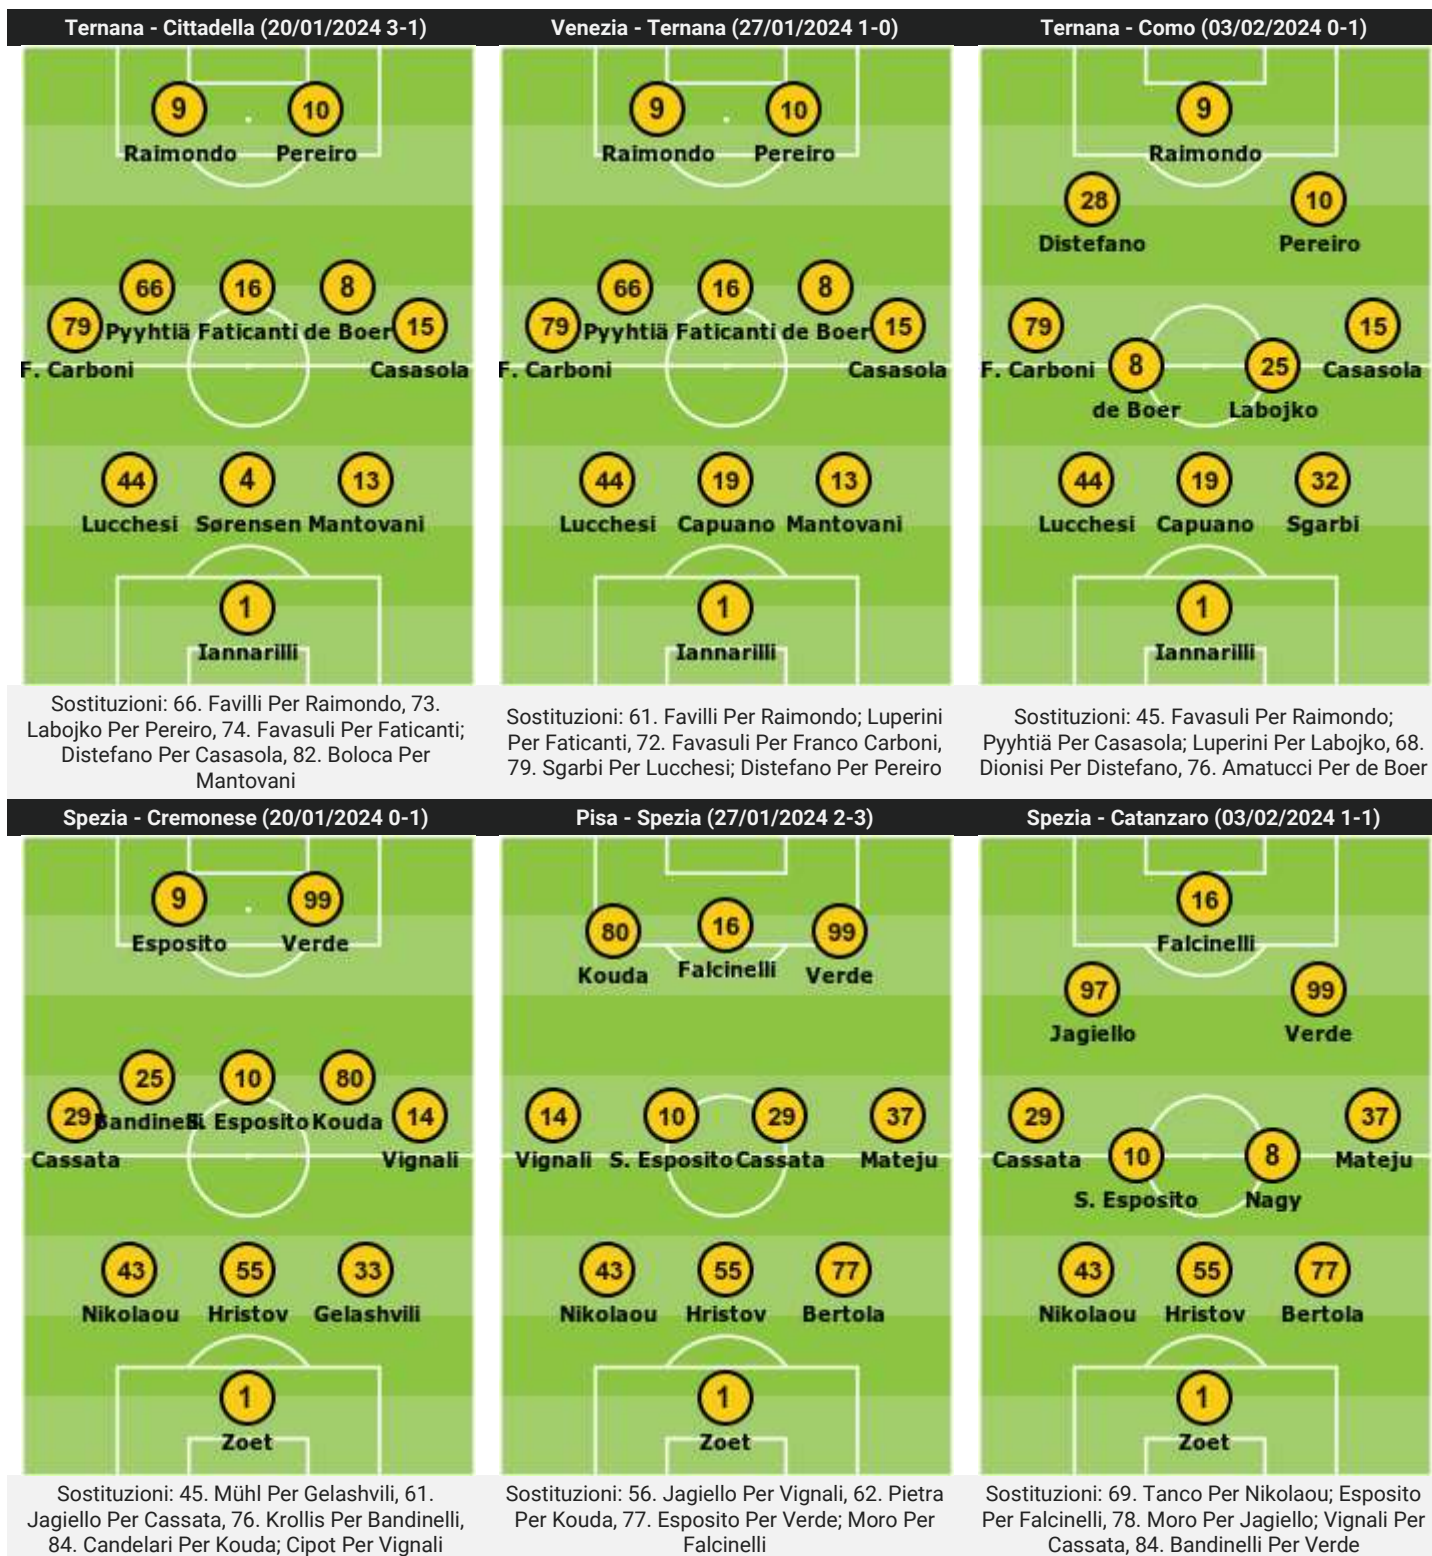 Ternana - Cittadella (20/01/2024 3-1)
9 10
Raimondo Pereiro
66 16 8
79 Pyyhtiä Faticanti de Boer 15
F. Carboni Casasola
44 4 13
Lucchesi Sørensen Mantovani
1
Iannarilli
Sostituzioni: 66. Favilli Per Raimondo, 73.
Labojko Per Pereiro, 74. Favasuli Per Faticanti;
Distefano Per Casasola, 82. Boloca Per
Mantovani
Venezia - Ternana (27/01/2024 1-0)
9 10
Raimondo Pereiro
66 16 8
79 Pyyhtiä Faticanti de Boer 15
F. Carboni Casasola
44 19 13
Lucchesi Capuano Mantovani
1
Iannarilli
Sostituzioni: 61. Favilli Per Raimondo; Luperini
Per Faticanti, 72. Favasuli Per Franco Carboni,
79. Sgarbi Per Lucchesi; Distefano Per Pereiro
Ternana - Como (03/02/2024 0-1)
9
Raimondo
28 10
Distefano Pereiro
79 15
F. Carboni 8 25 Casasola
de Boer Labojko
44 19 32
Lucchesi Capuano Sgarbi
1
Iannarilli
Sostituzioni: 45. Favasuli Per Raimondo;
Pyyhtiä Per Casasola; Luperini Per Labojko, 68.
Dionisi Per Distefano, 76. Amatucci Per de Boer
Spezia - Cremonese (20/01/2024 0-1)
9 99
Esposito Verde
25 10 80
29 Bandinelli S. Esposito Kouda 14
Cassata Vignali
43 55 33
Nikolaou Hristov Gelashvili
1
Zoet
Sostituzioni: 45. Mühl Per Gelashvili, 61.
Jagiello Per Cassata, 76. Krollis Per Bandinelli,
84. Candelari Per Kouda; Cipot Per Vignali
Pisa - Spezia (27/01/2024 2-3)
80 16 99
Kouda Falcinelli Verde
14 10 29 37
Vignali S. Esposito Cassata Mateju
43 55 77
Nikolaou Hristov Bertola
1
Zoet
Sostituzioni: 56. Jagiello Per Vignali, 62. Pietra
Per Kouda, 77. Esposito Per Verde; Moro Per
Falcinelli
Spezia - Catanzaro (03/02/2024 1-1)
16
Falcinelli
97 99
Jagiello Verde
29 37
Cassata 10 8 Mateju
S. Esposito Nagy
43 55 77
Nikolaou Hristov Bertola
1
Zoet
Sostituzioni: 69. Tanco Per Nikolaou; Esposito
Per Falcinelli, 78. Moro Per Jagiello; Vignali Per
Cassata, 84. Bandinelli Per Verde